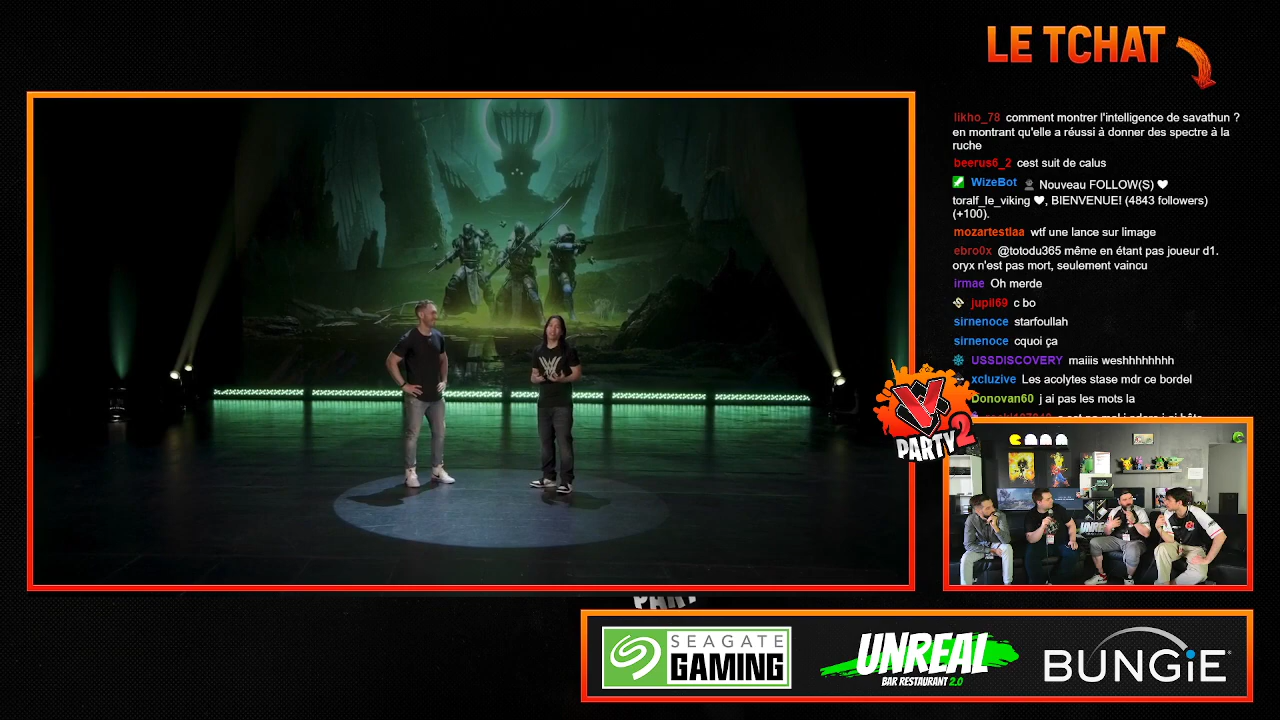 LE TCHAT
likho_78 comment montrer l'intelligence de savathun ?
en montrant qu'elle a réussi à donner des spectre à la
ruche
beerus6_2 cest suit de calus
WizeBot Nouveau FOLLOW(S) ♥
toralf_le_viking ♥, BIENVENUE! (4843 followers)
(+100).
mozartestlaa wtf une lance sur limage
ebro0x @totodu365 même en étant pas joueur d1.
oryx n'est pas mort, seulement vaincu
irmae Oh merde
jupil69 c bo
sirnenoce starfoullah
sirnenoce cquoi ça
USSDISCOVERY maiiis weshhhhhhhh
xcluzive Les acolytes stase mdr ce bordel
Donovan60 j ai pas les mots la
V
PARTY 2
UNREAL
SEAGATE
GAMING
UNREAL
BAR RESTAURANT 2.0
BUNGiE